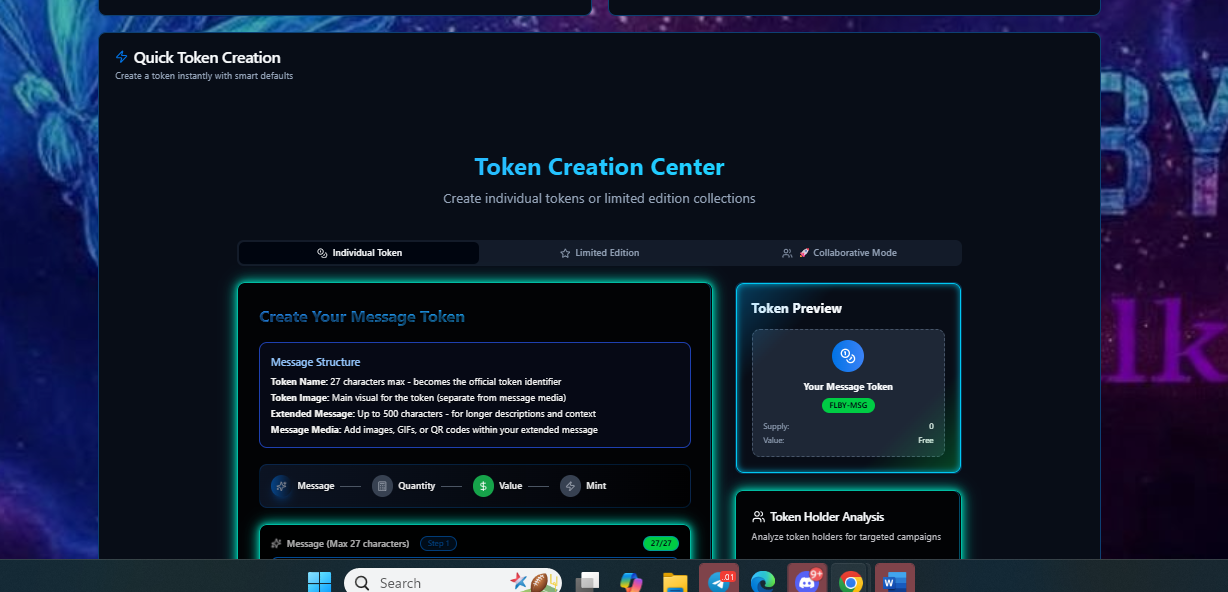 Quick Token Creation
Create a token instantly with smart defaults
BY
lk
Token Creation Center
Create individual tokens or limited edition collections
Individual Token
Limited Edition
🚀 Collaborative Mode
Create Your Message Token
Message Structure
Token Name: 27 characters max - becomes the official token identifier
Token Image: Main visual for the token (separate from message media)
Extended Message: Up to 500 characters - for longer descriptions and context
Message Media: Add images, GIFs, or QR codes within your extended message
Message
Quantity
$ Value
Mint
Message (Max 27 characters) Step 1 27/27
Token Preview
Your Message Token
FLBY-MSG
Supply: 0
Value: Free
Token Holder Analysis
Analyze token holders for targeted campaigns
Search
.01
9+
W